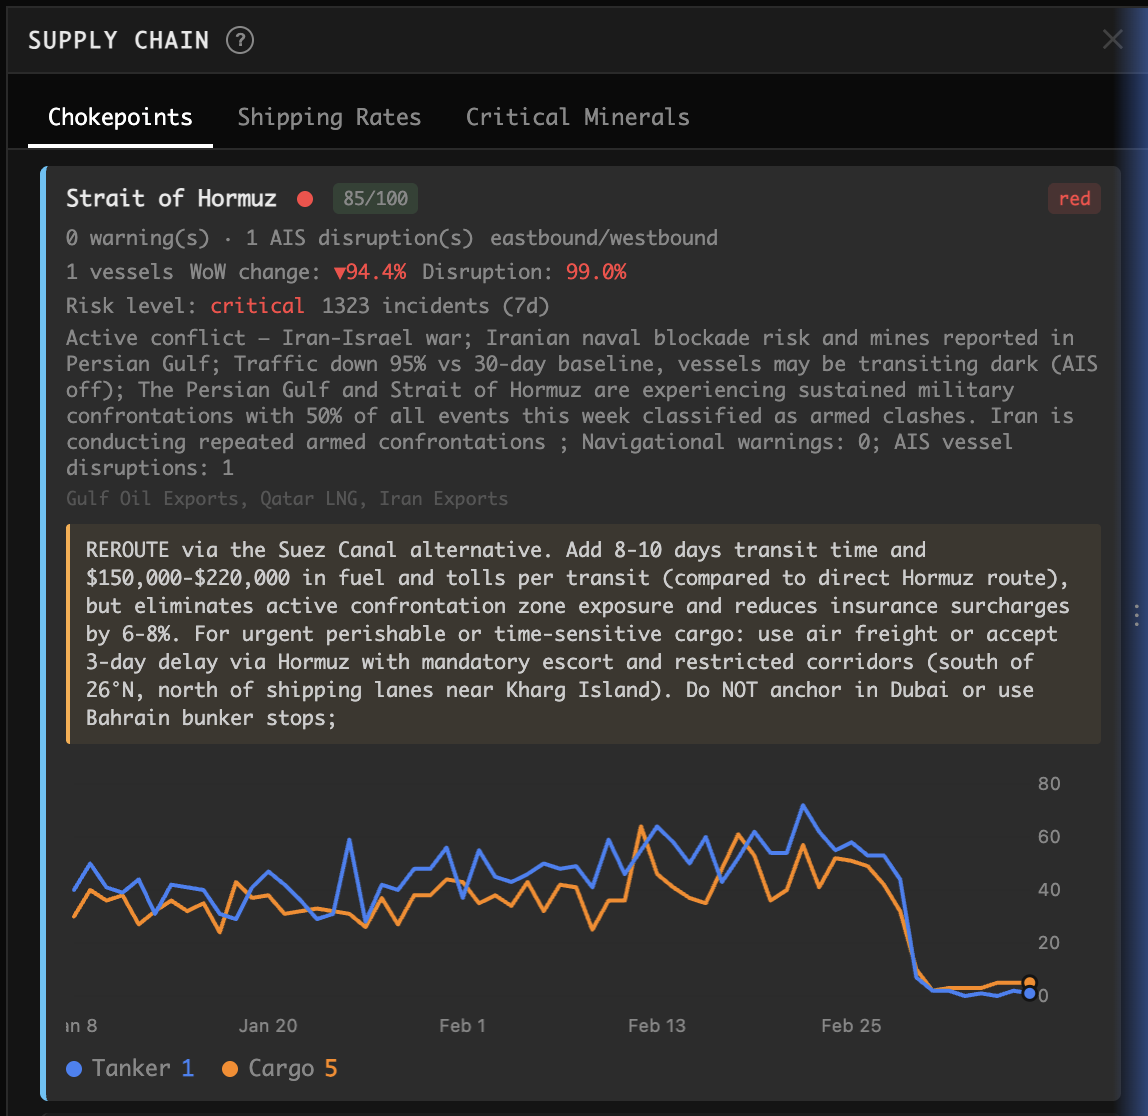 SUPPLY CHAIN ?
Chokepoints Shipping Rates Critical Minerals
Strait of Hormuz 85/100 red
0 warning(s) · 1 AIS disruption(s) eastbound/westbound
1 vessels WoW change: ▼94.4% Disruption: 99.0%
Risk level: critical 1323 incidents (7d)
Active conflict — Iran-Israel war; Iranian naval blockade risk and mines reported in
Persian Gulf; Traffic down 95% vs 30-day baseline, vessels may be transiting dark (AIS
off); The Persian Gulf and Strait of Hormuz are experiencing sustained military
confrontations with 50% of all events this week classified as armed clashes. Iran is
conducting repeated armed confrontations ; Navigational warnings: 0; AIS vessel
disruptions: 1
Gulf Oil Exports, Qatar LNG, Iran Exports
REROUTE via the Suez Canal alternative. Add 8-10 days transit time and
$150,000-$220,000 in fuel and tolls per transit (compared to direct Hormuz route),
but eliminates active confrontation zone exposure and reduces insurance surcharges
by 6-8%. For urgent perishable or time-sensitive cargo: use air freight or accept
3-day delay via Hormuz with mandatory escort and restricted corridors (south of
26°N, north of shipping lanes near Kharg Island). Do NOT anchor in Dubai or use
Bahrain bunker stops;
80
60
40
20
0
an 8 Jan 20 Feb 1 Feb 13 Feb 25
Tanker 1 Cargo 5